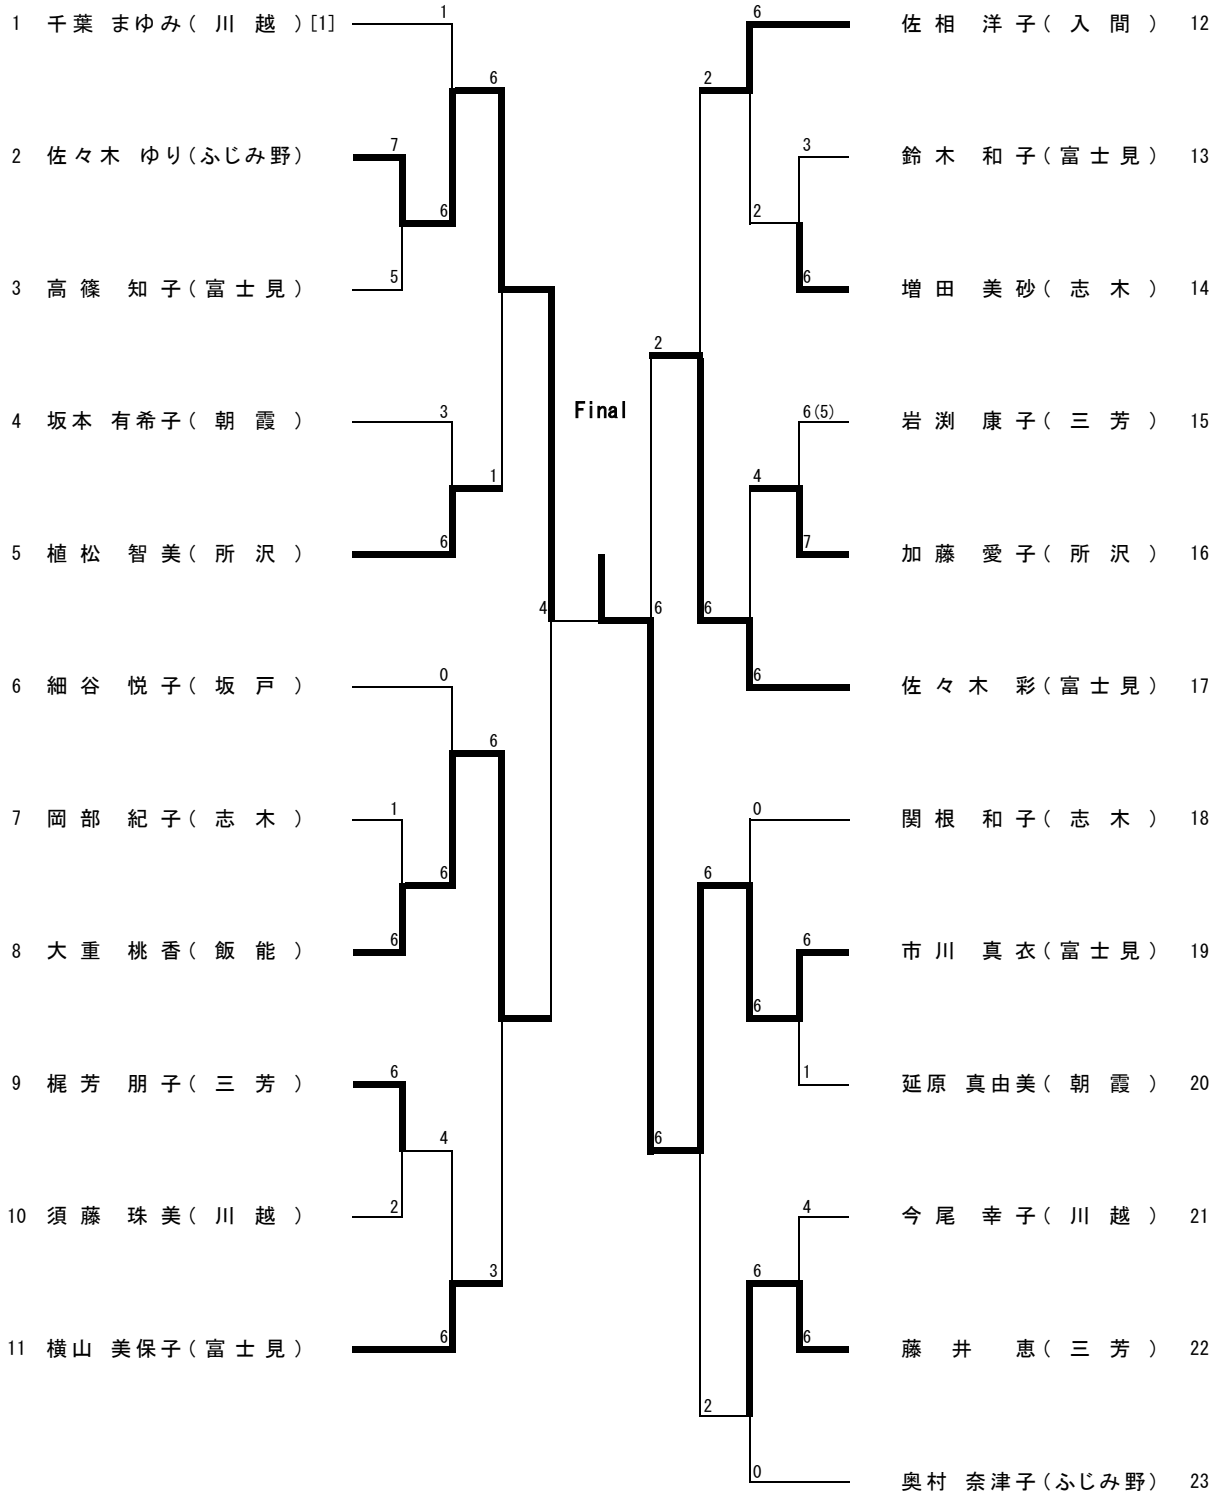 1 千葉 まゆみ( 川 越 )[1] 1
6
2 佐々木 ゆり(ふじみ野) 7
6
3 高篠 知子(富士見) 5
4 坂本 有希子( 朝 霞 ) 3
1
5 植松 智美( 所 沢 ) 6
4
6 細谷 悦子( 坂 戸 ) 0
6
7 岡部 紀子( 志 木 ) 1
6
8 大重 桃香( 飯 能 ) 6
9 梶芳 朋子( 三 芳 ) 6
4
10 須藤 珠美( 川 越 ) 2
3
11 横山 美保子(富士見) 6
Final
6 佐相 洋子( 入 間 ) 12
2
3 鈴木 和子(富士見) 13
2
6 増田 美砂( 志 木 ) 14
2
6(5) 岩渕 康子( 三 芳 ) 15
4
7 加藤 愛子( 所 沢 ) 16
6 6
6 佐々木 彩(富士見) 17
0 関根 和子( 志 木 ) 18
6
6 市川 真衣(富士見) 19
6
1 延原 真由美( 朝 霞 ) 20
6
4 今尾 幸子( 川 越 ) 21
6
6 藤井 恵( 三 芳 ) 22
2
0 奥村 奈津子(ふじみ野) 23